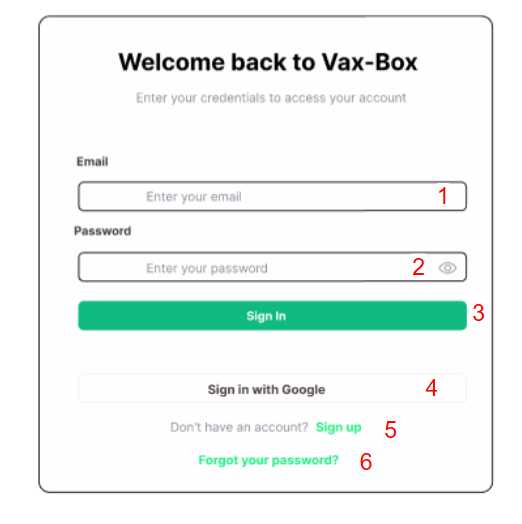 Welcome back to Vax-Box
Enter your credentials to access your account
Email
Enter your email 1
Password
Enter your password 2
Sign In 3
Sign in with Google 4
Don't have an account? Sign up 5
Forgot your password? 6